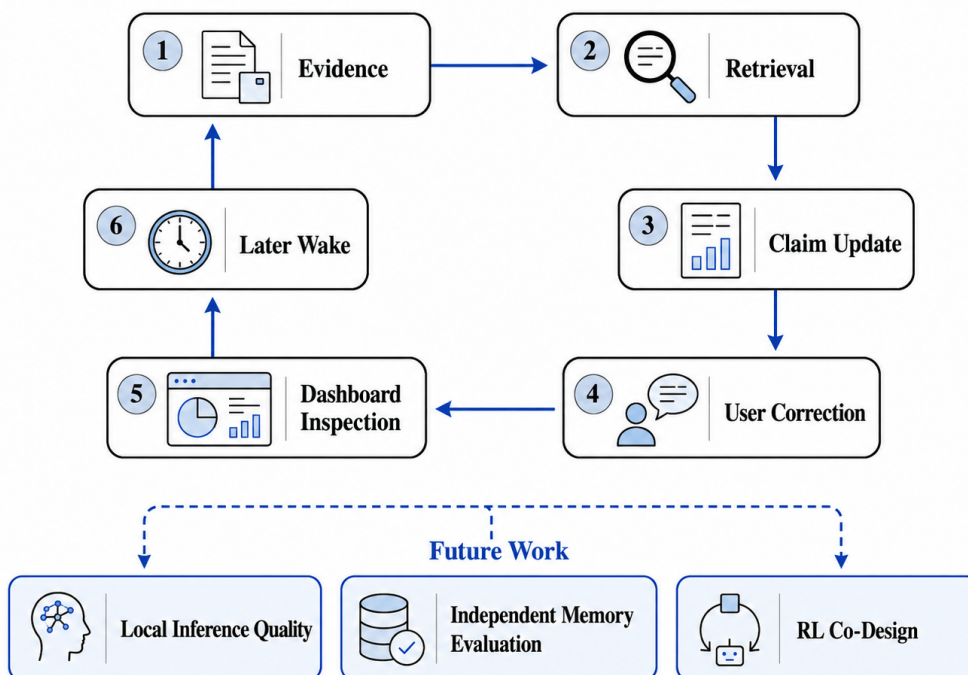 1
Evidence
2
Retrieval
3
Claim Update
4
User Correction
5
Dashboard
Inspection
6
Later Wake
Future Work
Local Inference Quality
Independent Memory
Evaluation
RL Co-Design